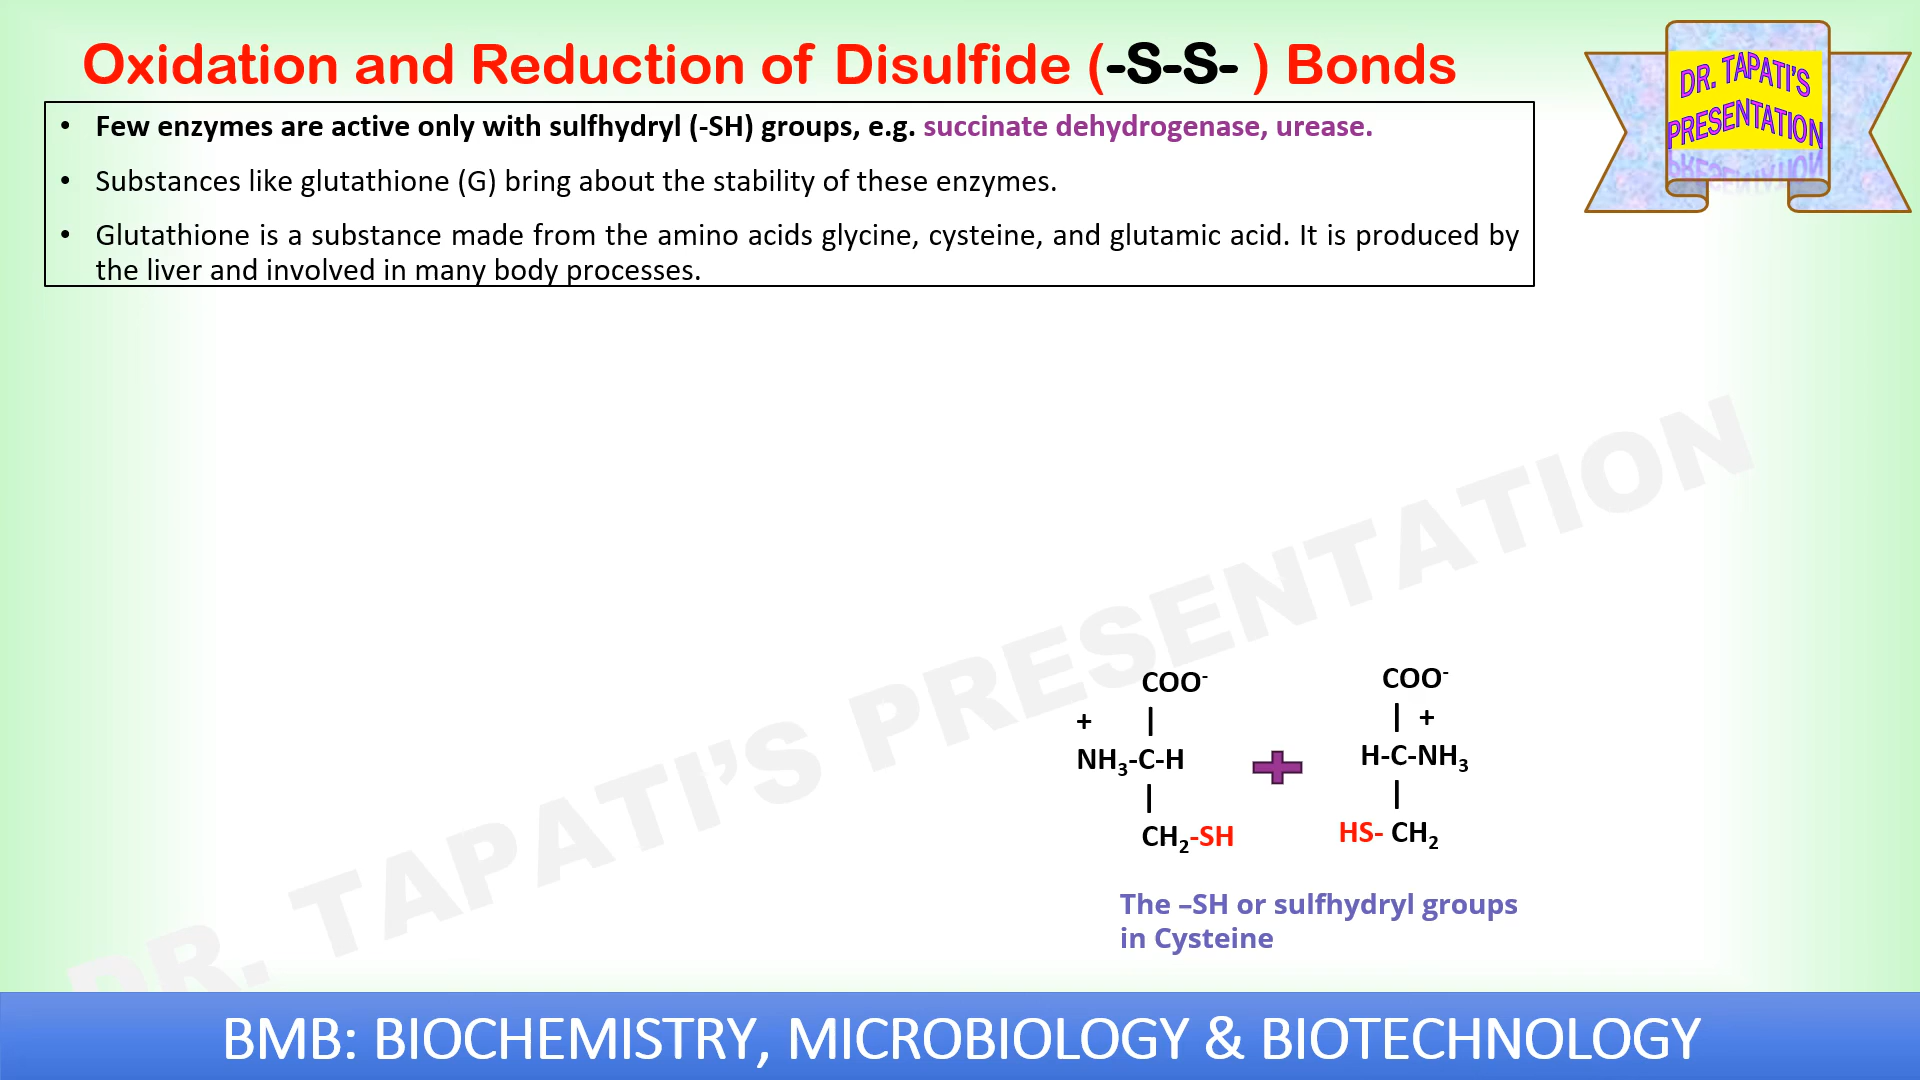 Oxidation and Reduction of Disulfide (-S-S- ) Bonds
DR. TAPATI'S
PRESENTATION
• Few enzymes are active only with sulfhydryl (-SH) groups, e.g. succinate dehydrogenase, urease.
• Substances like glutathione (G) bring about the stability of these enzymes.
• Glutathione is a substance made from the amino acids glycine, cysteine, and glutamic acid. It is produced by
the liver and involved in many body processes.
DR. TAPATI'S PRESENTATION
COO⁻
+ |
NH₃-C-H
|
CH₂-SH
+
COO⁻
| +
H-C-NH₃
|
HS- CH₂
The –SH or sulfhydryl groups
in Cysteine
BMB: BIOCHEMISTRY, MICROBIOLOGY & BIOTECHNOLOGY